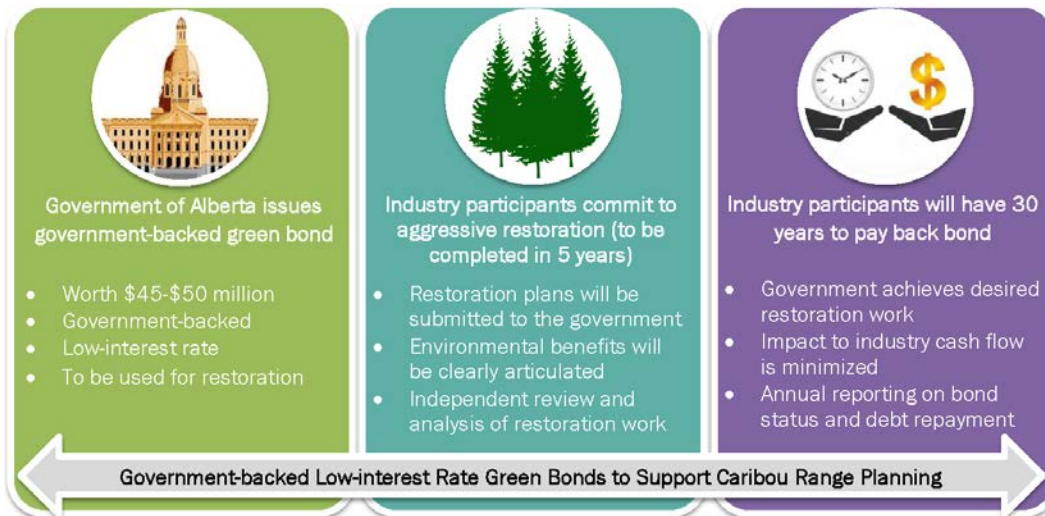 Government of Alberta issues
government-backed green bond
• Worth $45-$50 million
• Government-backed
• Low-interest rate
• To be used for restoration
Industry participants commit to
aggressive restoration (to be
completed in 5 years)
• Restoration plans will be
submitted to the government
• Environmental benefits will
be clearly articulated
• Independent review and
analysis of restoration work
Industry participants will have 30
years to pay back bond
• Government achieves desired
restoration work
• Impact to industry cash flow
is minimized
• Annual reporting on bond
status and debt repayment
Government-backed Low-interest Rate Green Bonds to Support Caribou Range Planning